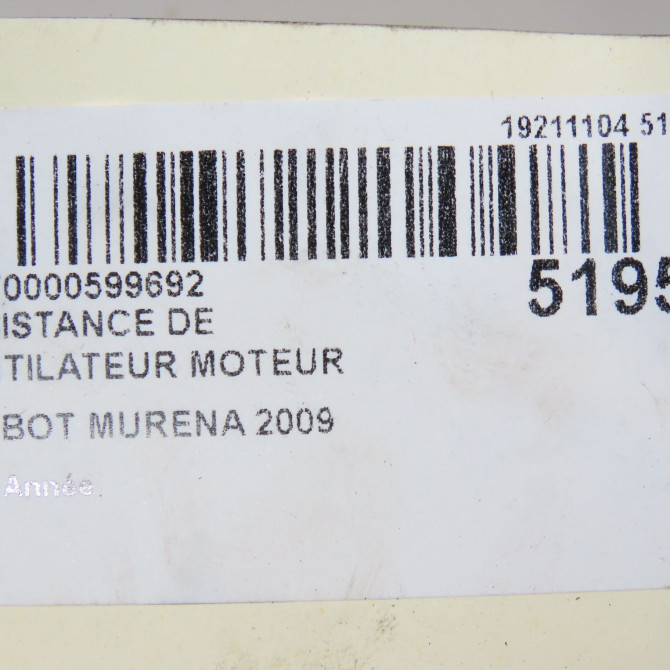 19211104 51
0000599692
5195
ISTANCE DE
TILATEUR MOTEUR
BOT MURENA 2009
Année